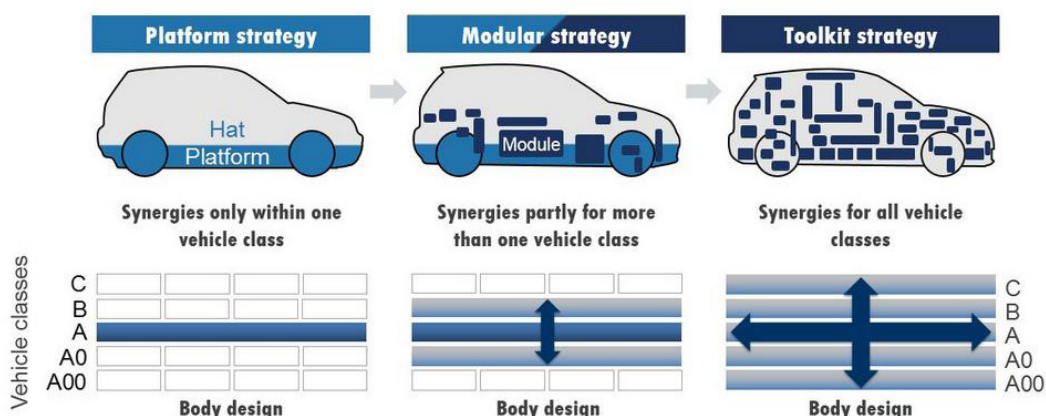 Platform strategy
Modular strategy
Toolkit strategy
Hat
Platform
Module
Synergies only within one
vehicle class
Synergies partly for more
than one vehicle class
Synergies for all vehicle
classes
Vehicle classes
C
B
A
A0
A00
C
B
A
A0
A00
Body design
Body design
Body design